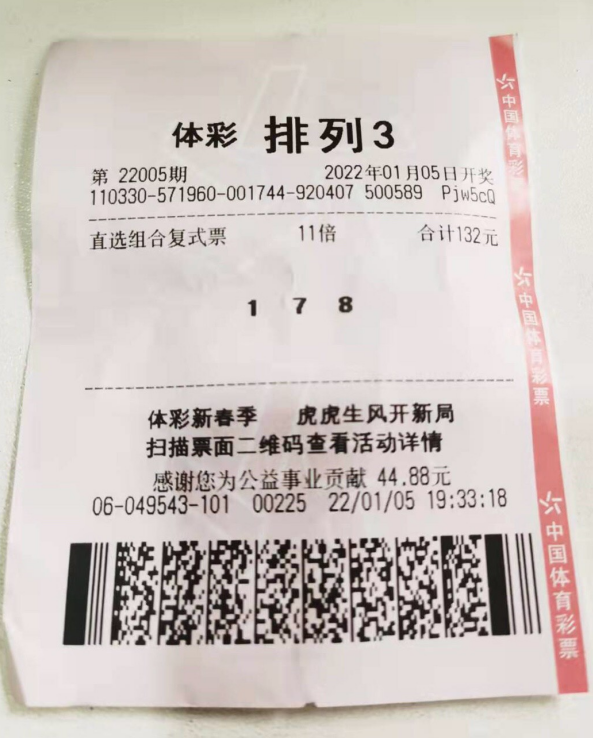 体彩 排列3
第 22005期 2022年01月05日开奖
110330-571960-001744-920407 500589 Pjw5cQ
直选组合复式票 11倍 合计132元
1 7 8
体彩新春季 虎虎生风开新局
扫描票面二维码查看活动详情
感谢您为公益事业贡献 44.88元
06-049543-101 00225 22/01/05 19:33:18
中国体育彩
中国体育彩票
中国体育彩票